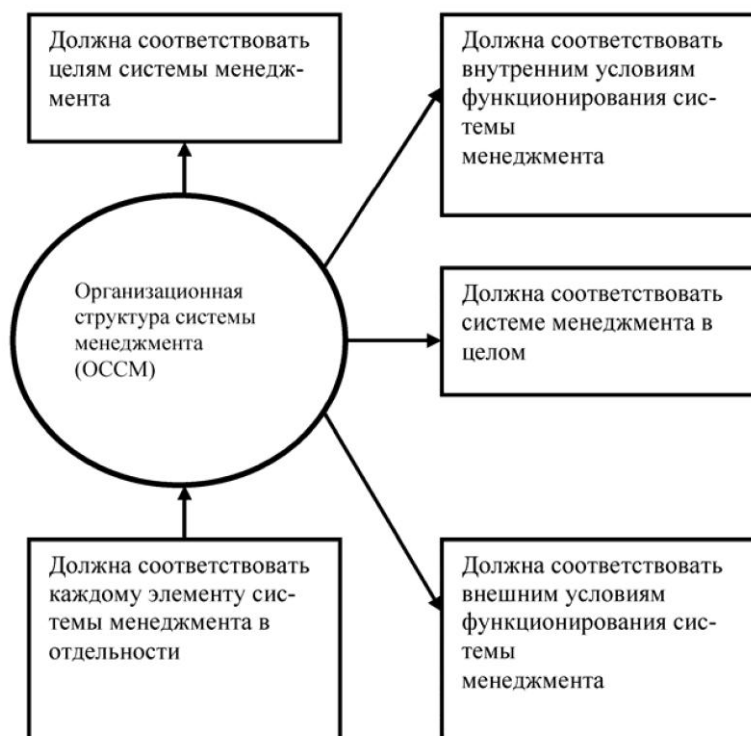 Должна соответствовать
целям системы менедж-
мента
Должна соответствовать
внутренним условиям
функционирования сис-
темы
менеджмента
Организационная
структура системы
менеджмента
(ОССМ)
Должна соответствовать
системе менеджмента в
целом
Должна соответствовать
каждому элементу сис-
темы менеджмента в
отдельности
Должна соответствовать
внешним условиям
функционирования сис-
темы
менеджмента